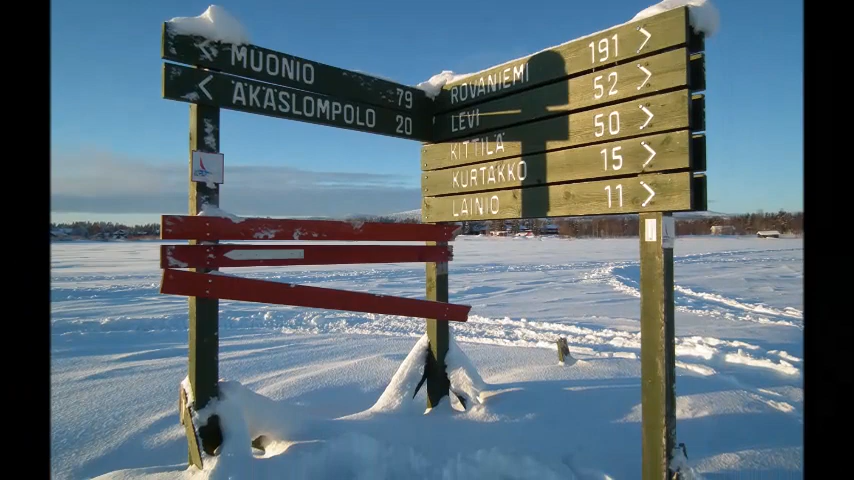 < MUONIO 79
< ÄKÄSLOMPOLO 20
ROVANIEMI 191 >
LEVI 52 >
KITTILÄ 50 >
KURTAKKO 15 >
LAINIO 11 >